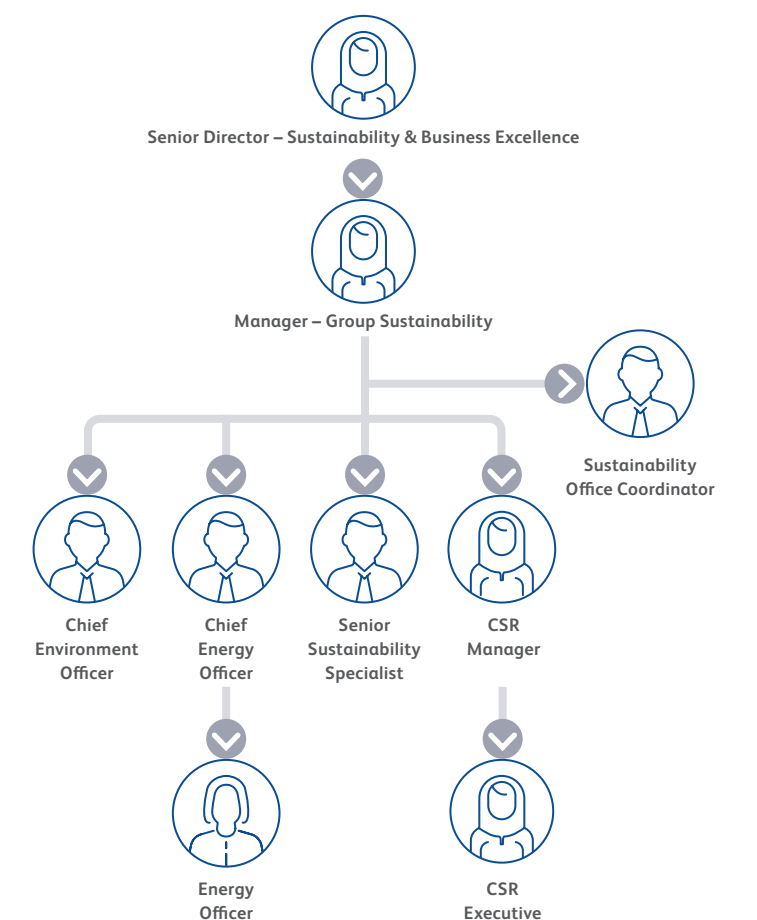 Senior Director – Sustainability & Business Excellence
Manager – Group Sustainability
Sustainability
Office Coordinator
Chief
Environment
Officer
Chief
Energy
Officer
Senior
Sustainability
Specialist
CSR
Manager
Energy
Officer
CSR
Executive